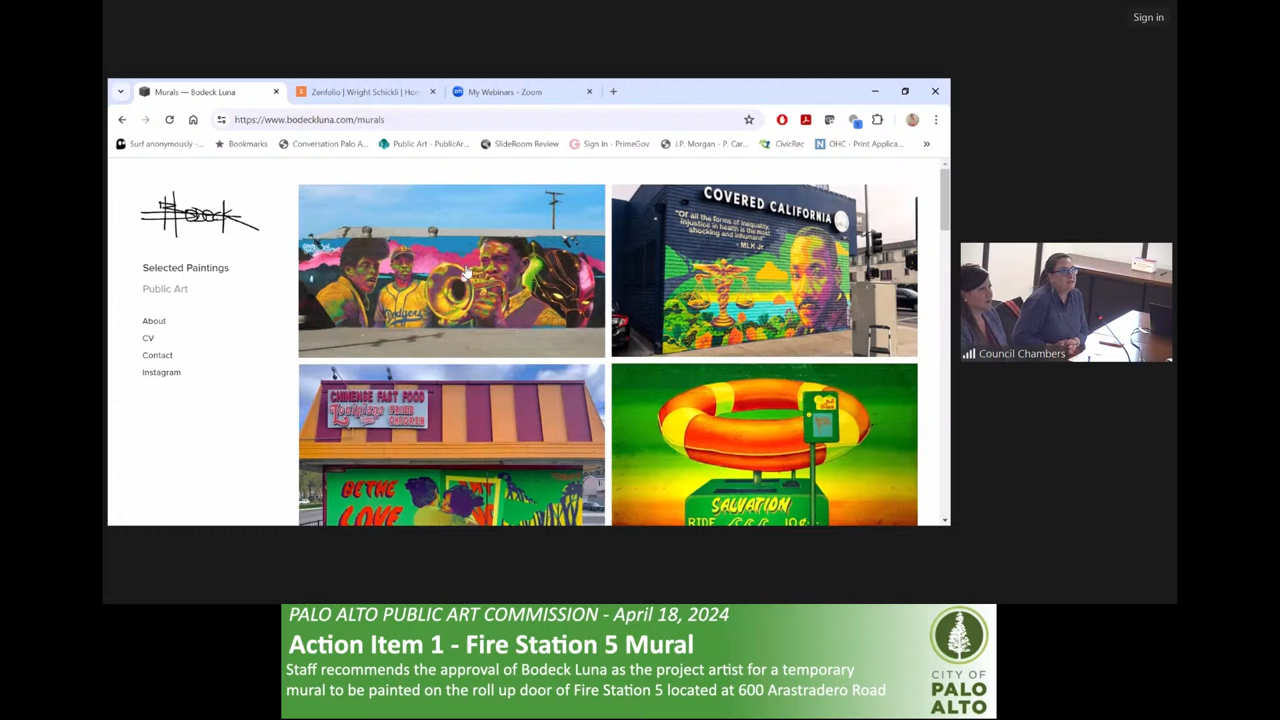 Sign in
Murals — Bodeck Luna
Zenfolio | Wright Schickli | Hon
My Webinars - Zoom
https://www.bodeckluna.com/murals
Surf anonymously -...
Bookmarks
Conversation Palo A...
Public Art - PublicAr...
SlideRoom Review
Sign In - PrimeGov
J.P. Morgan - P. Car...
CivicRec
OHC - Print Applica...
Bodeck
Selected Paintings
Public Art
About
CV
Contact
Instagram
Dodgers
COVERED CALIFORNIA
"Of all the forms of inequality,
injustice in health is the most
shocking and inhuman"
- MLK Jr
CHINESE FAST FOOD
Louisiana FRIED
CHICKEN
BE THE
LOVE
SALVATION
RIDE 10¢
Council Chambers
PALO ALTO PUBLIC ART COMMISSION - April 18, 2024
Action Item 1 - Fire Station 5 Mural
Staff recommends the approval of Bodeck Luna as the project artist for a temporary
mural to be painted on the roll up door of Fire Station 5 located at 600 Arastradero Road
CITY OF
PALO
ALTO